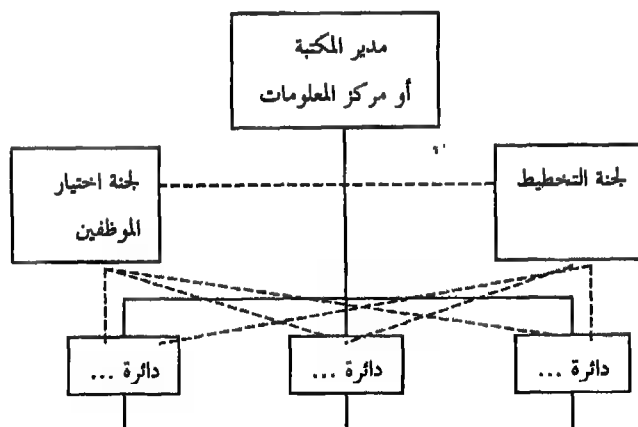 مدير المكتبة
أو مركز المعلومات
لجنة التخطيط
لجنة اختيار
الموظفين
دائرة ...
دائرة ...
دائرة ...